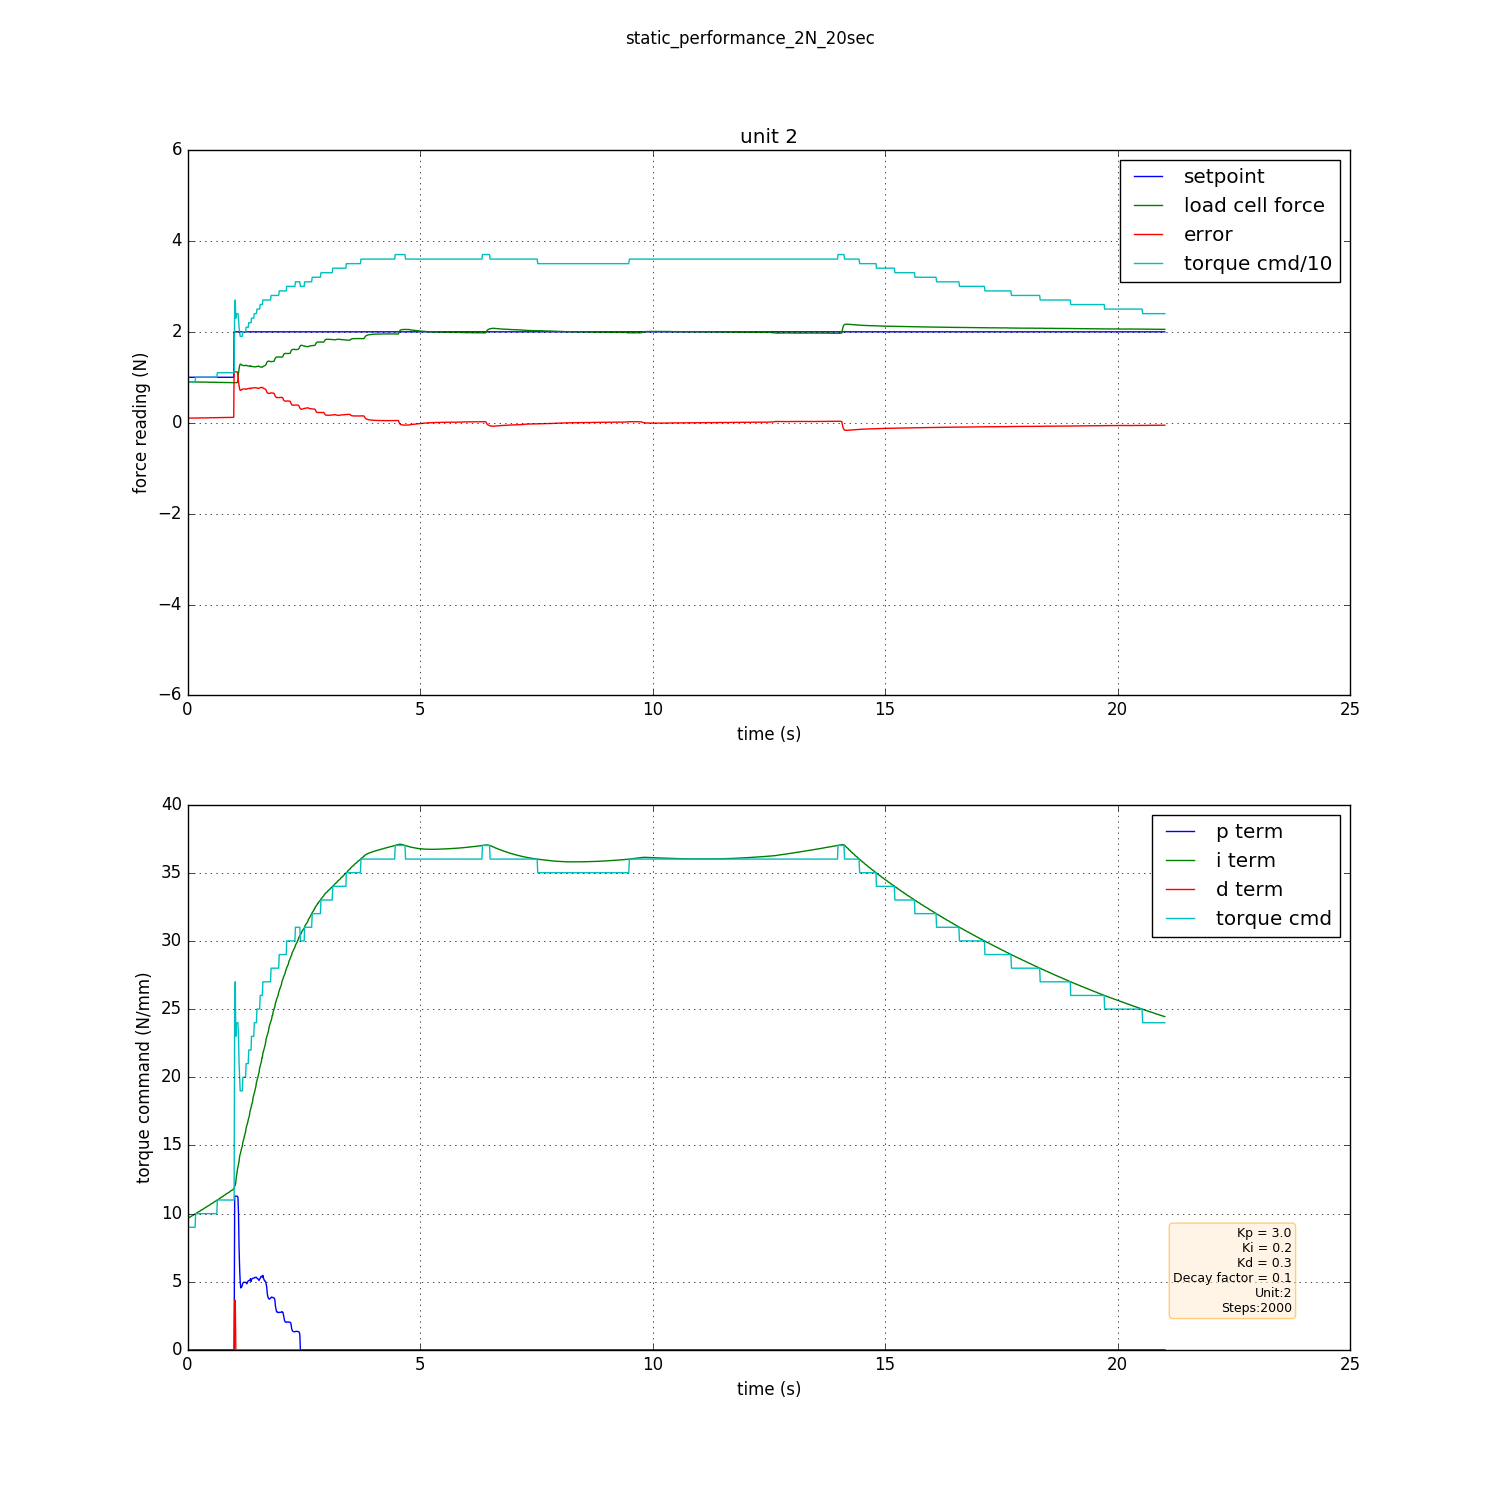 static_performance_2N_20sec
unit 2
6
4
2
0
−2
−4
−6
force reading (N)
setpoint
load cell force
error
torque cmd/10
0 5 10 15 20 25
time (s)
40
35
30
25
20
15
10
5
0
torque command (N/mm)
p term
i term
d term
torque cmd
Kp = 3.0
Ki = 0.2
Kd = 0.3
Decay factor = 0.1
Unit:2
Steps:2000
0 5 10 15 20 25
time (s)